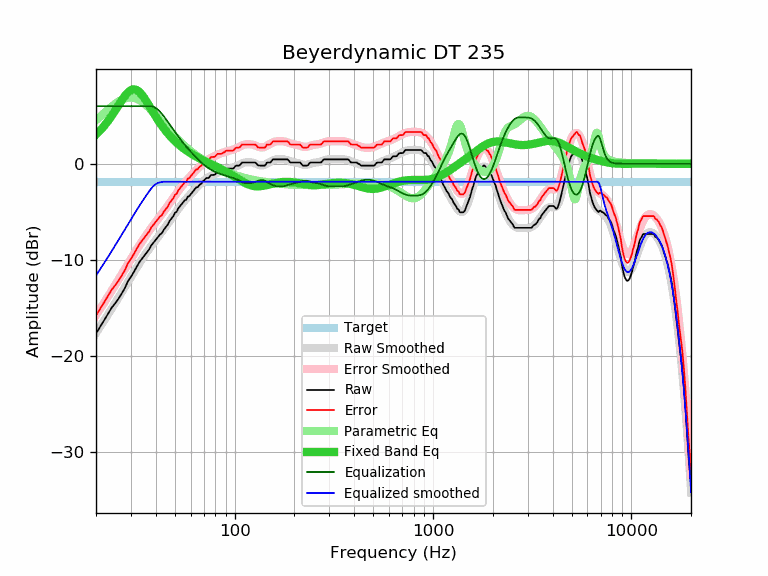 Beyerdynamic DT 235
Amplitude (dBr)
0
−10
−20
−30
Target
Raw Smoothed
Error Smoothed
Raw
Error
Parametric Eq
Fixed Band Eq
Equalization
Equalized smoothed
100
1000
10000
Frequency (Hz)